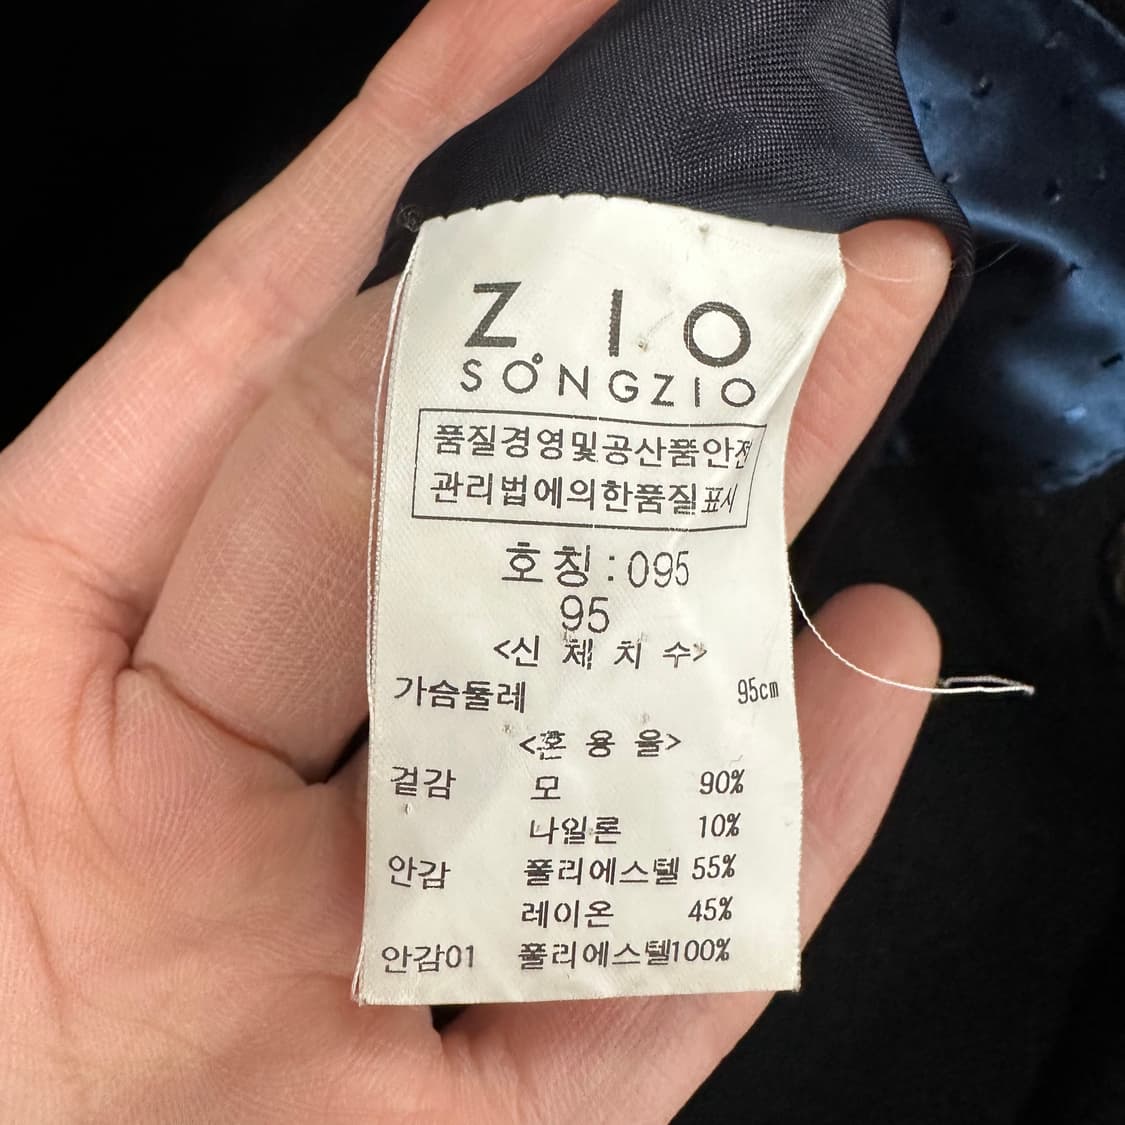 ZIO
SONGZIO
품질경영및공산품안전
관리법에의한품질표시
호칭:095
95
<신체치수>
가슴둘레 95cm
<혼용율>
겉감 모 90%
나일론 10%
안감 폴리에스텔 55%
레이온 45%
안감01 폴리에스텔100%